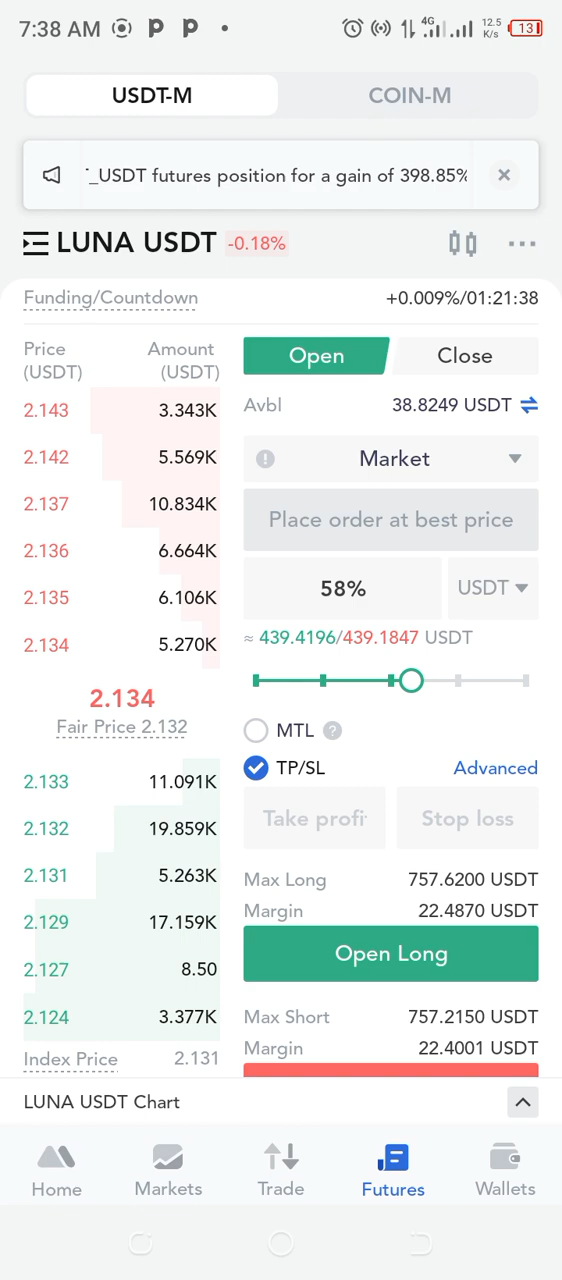 7:38 AM
4G
12.5
K/s
13
USDT-M
COIN-M
_USDT futures position for a gain of 398.85%
LUNA USDT -0.18%
Funding/Countdown
+0.009%/01:21:38
Price
(USDT)
Amount
(USDT)
2.143 3.343K
2.142 5.569K
2.137 10.834K
2.136 6.664K
2.135 6.106K
2.134 5.270K
2.134
Fair Price 2.132
2.133 11.091K
2.132 19.859K
2.131 5.263K
2.129 17.159K
2.127 8.50
2.124 3.377K
Index Price 2.131
Open
Close
Avbl 38.8249 USDT
Market
Place order at best price
58%
USDT
≈ 439.4196/439.1847 USDT
MTL ?
TP/SL
Advanced
Take profi
Stop loss
Max Long 757.6200 USDT
Margin 22.4870 USDT
Open Long
Max Short 757.2150 USDT
Margin 22.4001 USDT
LUNA USDT Chart
Home
Markets
Trade
Futures
Wallets